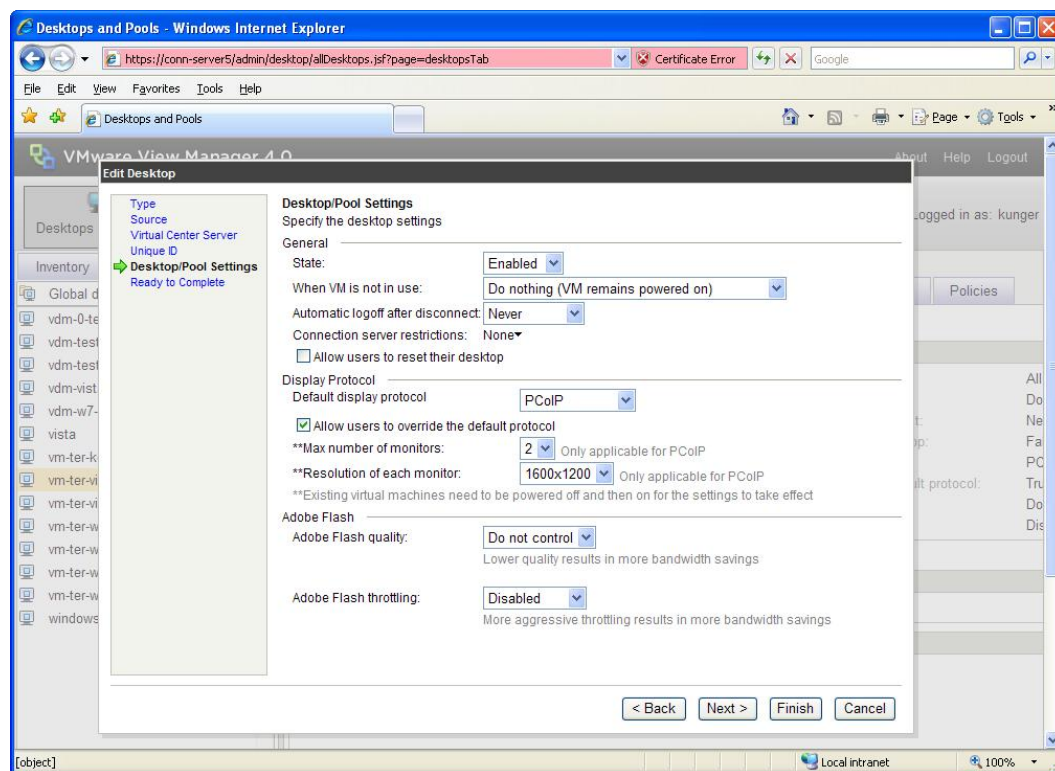 Desktops and Pools - Windows Internet Explorer
https://conn-server5/admin/desktop/allDesktops.jsf?page=desktopsTab
Certificate Error
Google
File Edit View Favorites Tools Help
Desktops and Pools
Page Tools
VMware View Manager 4.0
About Help Logout
Edit Desktop
Desktops
Logged in as: kunger
Inventory
Policies
Global d
vdm-0-te
vdm-test
vdm-test
vdm-vist
vdm-w7-
vista
vm-ter-k
vm-ter-vi
vm-ter-vi
vm-ter-w
vm-ter-w
vm-ter-w
vm-ter-w
windows
Type
Source
Virtual Center Server
Unique ID
Desktop/Pool Settings
Ready to Complete
Desktop/Pool Settings
Specify the desktop settings
General
State: Enabled
When VM is not in use: Do nothing (VM remains powered on)
Automatic logoff after disconnect: Never
Connection server restrictions: None
Allow users to reset their desktop
Display Protocol
Default display protocol PCoIP
Allow users to override the default protocol
**Max number of monitors: 2 Only applicable for PCoIP
**Resolution of each monitor: 1600x1200 Only applicable for PCoIP
**Existing virtual machines need to be powered off and then on for the settings to take effect
Adobe Flash
Adobe Flash quality: Do not control
Lower quality results in more bandwidth savings
Adobe Flash throttling: Disabled
More aggressive throttling results in more bandwidth savings
All
Do
t: Ne
op: Fa
PC
ult protocol: Tru
Do
Dis
< Back Next > Finish Cancel
[object]
Local intranet
100%